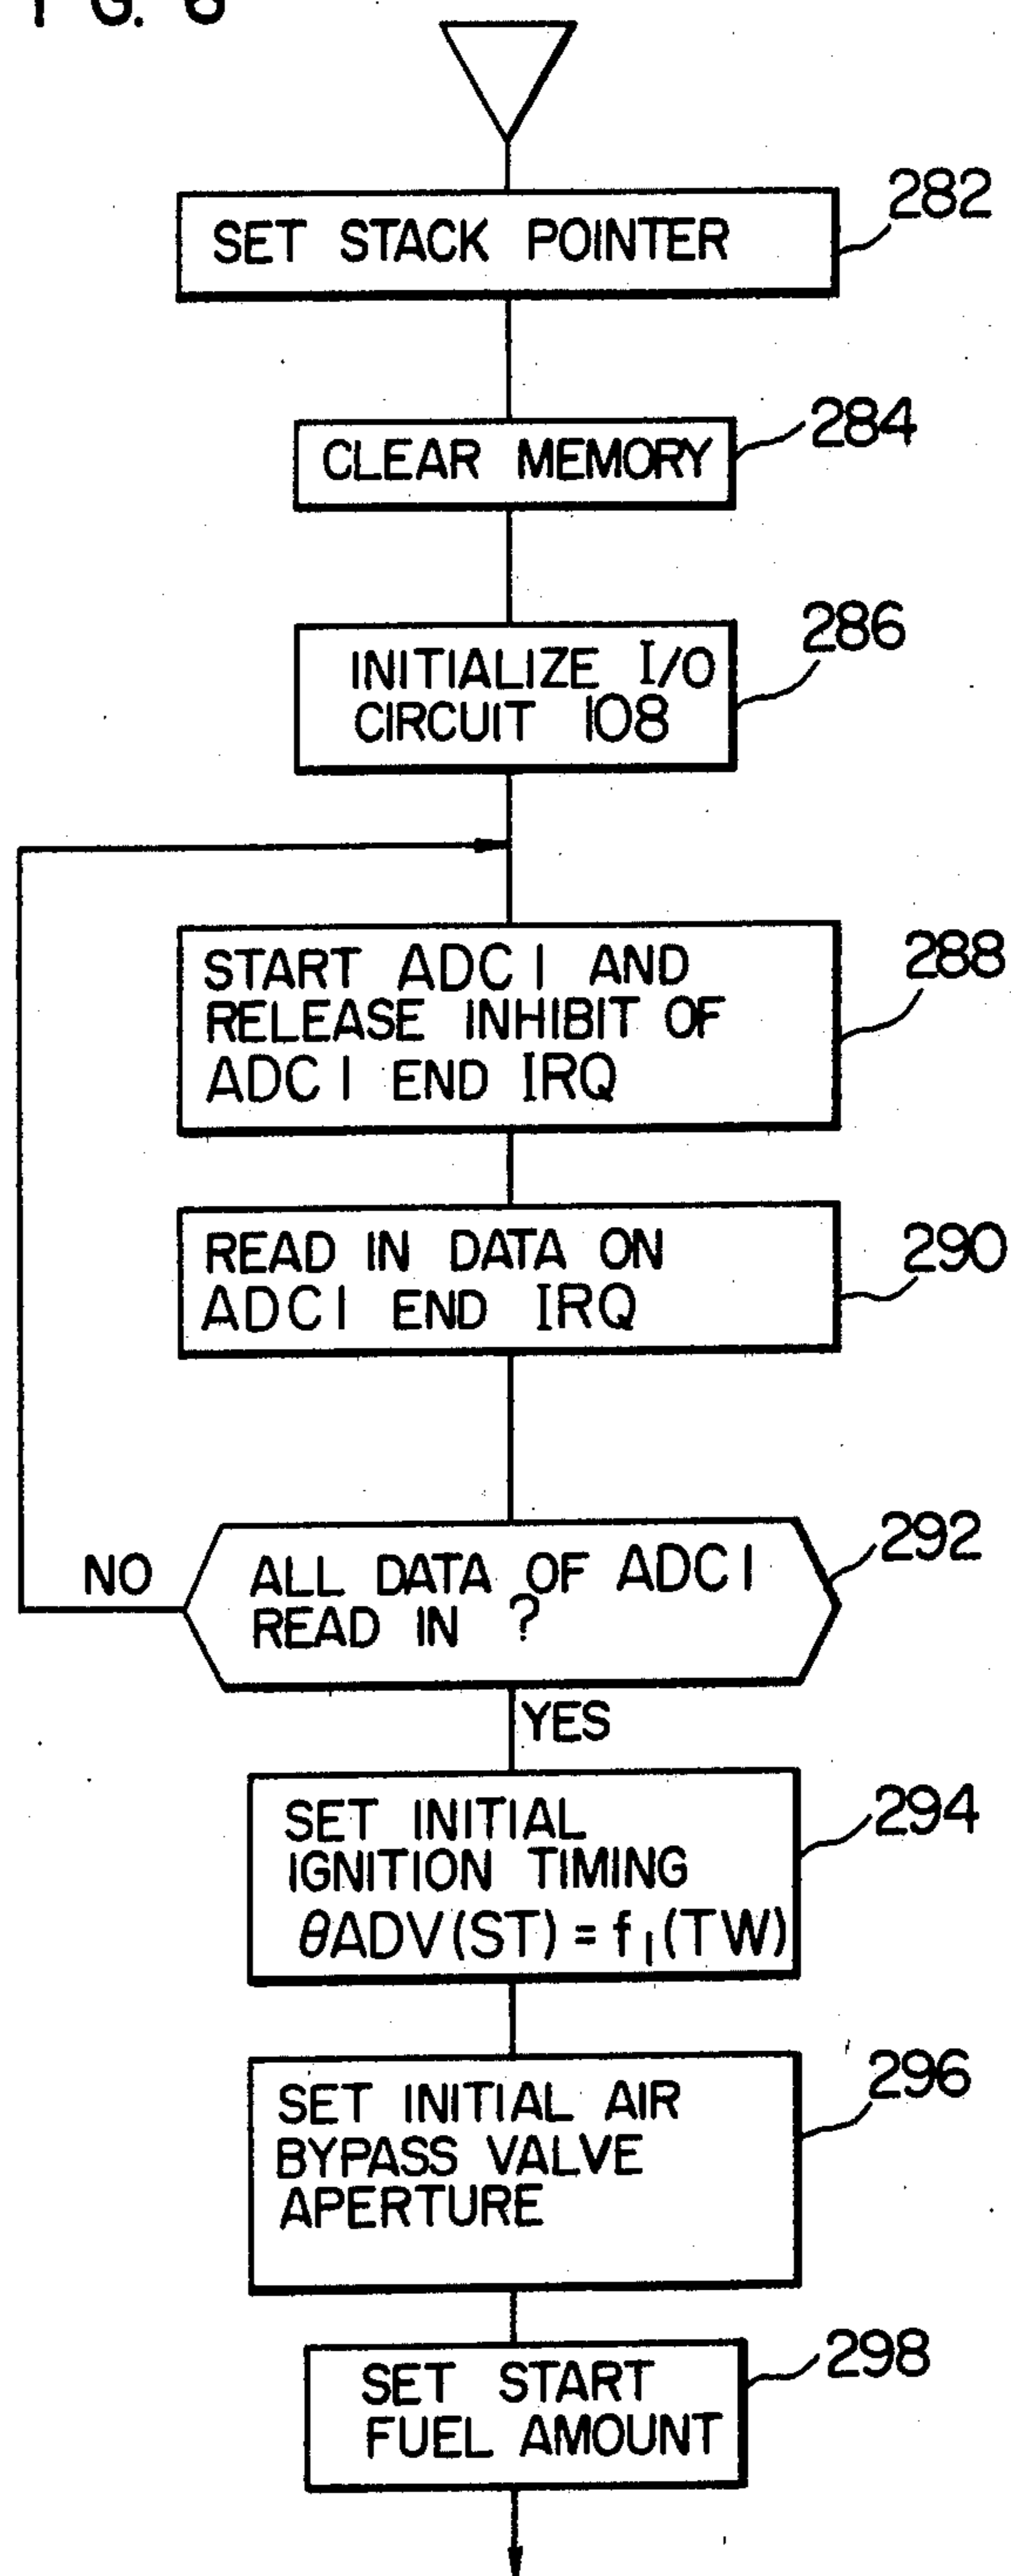 FIG. 6
SET STACK POINTER
282
CLEAR MEMORY
284
INITIALIZE I/O
CIRCUIT 108
286
START ADC1 AND
RELEASE INHIBIT OF
ADC1 END IRQ
288
READ IN DATA ON
ADC1 END IRQ
290
ALL DATA OF ADC1
READ IN ?
292
NO
YES
SET INITIAL
IGNITION TIMING
θADV(ST) = f₁(TW)
294
SET INITIAL AIR
BYPASS VALVE
APERTURE
296
SET START
FUEL AMOUNT
298